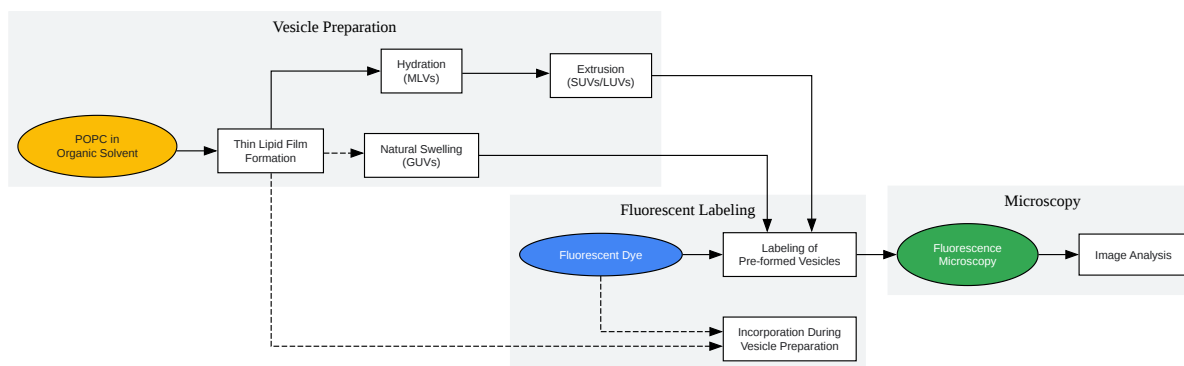 Vesicle Preparation
Hydration
(MLVs)
Extrusion
(SUVs/LUVs)
POPC in
Organic Solvent
Thin Lipid Film
Formation
Natural Swelling
(GUVs)
Fluorescent Labeling
Fluorescent Dye
Labeling of
Pre-formed Vesicles
Incorporation During
Vesicle Preparation
Microscopy
Fluorescence
Microscopy
Image Analysis